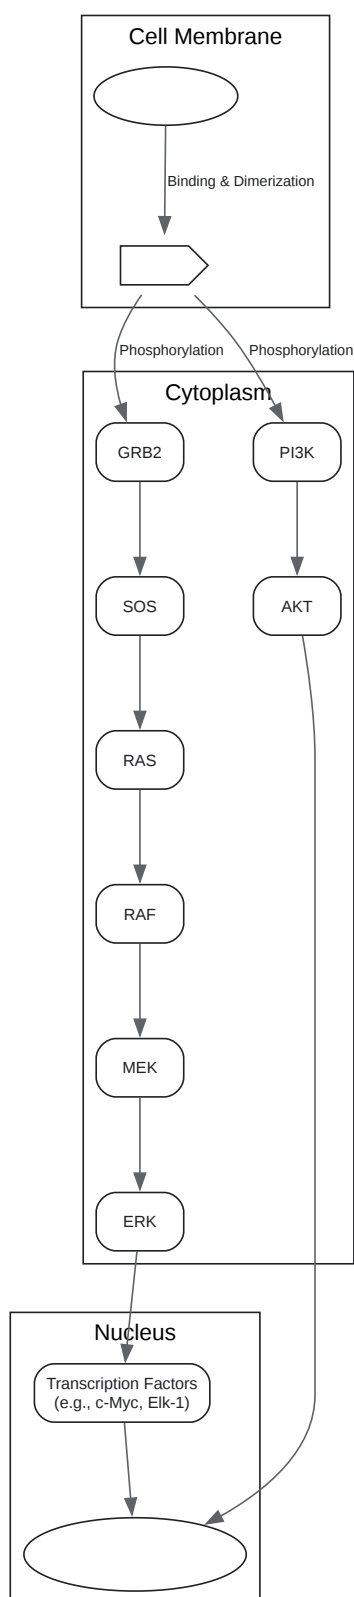 Cell Membrane
Binding & Dimerization
Phosphorylation
Phosphorylation
Cytoplasm
GRB2
PI3K
SOS
AKT
RAS
RAF
MEK
ERK
Nucleus
Transcription Factors
(e.g., c-Myc, Elk-1)